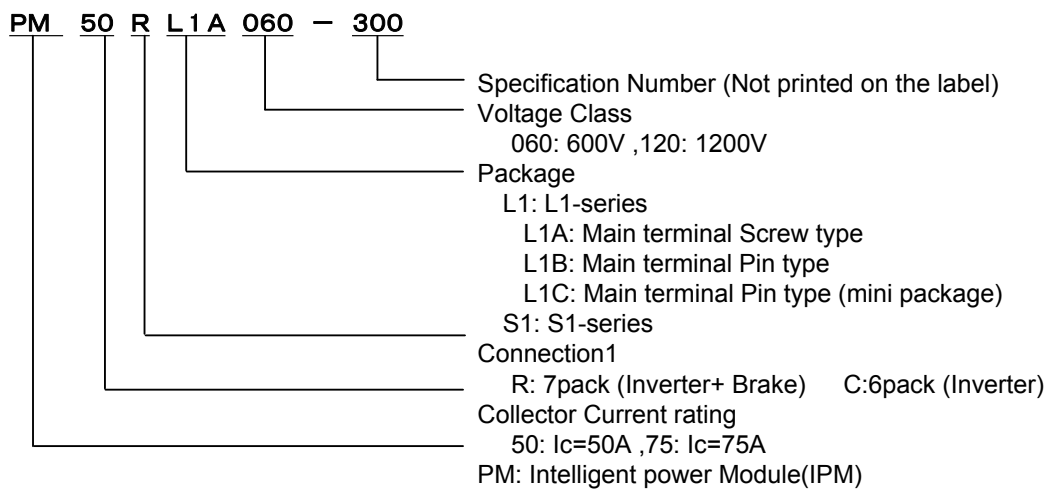 PM 50 R L1A 060 - 300
Specification Number (Not printed on the label)
Voltage Class
060: 600V ,120: 1200V
Package
L1: L1-series
L1A: Main terminal Screw type
L1B: Main terminal Pin type
L1C: Main terminal Pin type (mini package)
S1: S1-series
Connection1
R: 7pack (Inverter+ Brake) C:6pack (Inverter)
Collector Current rating
50: Ic=50A ,75: Ic=75A
PM: Intelligent power Module(IPM)